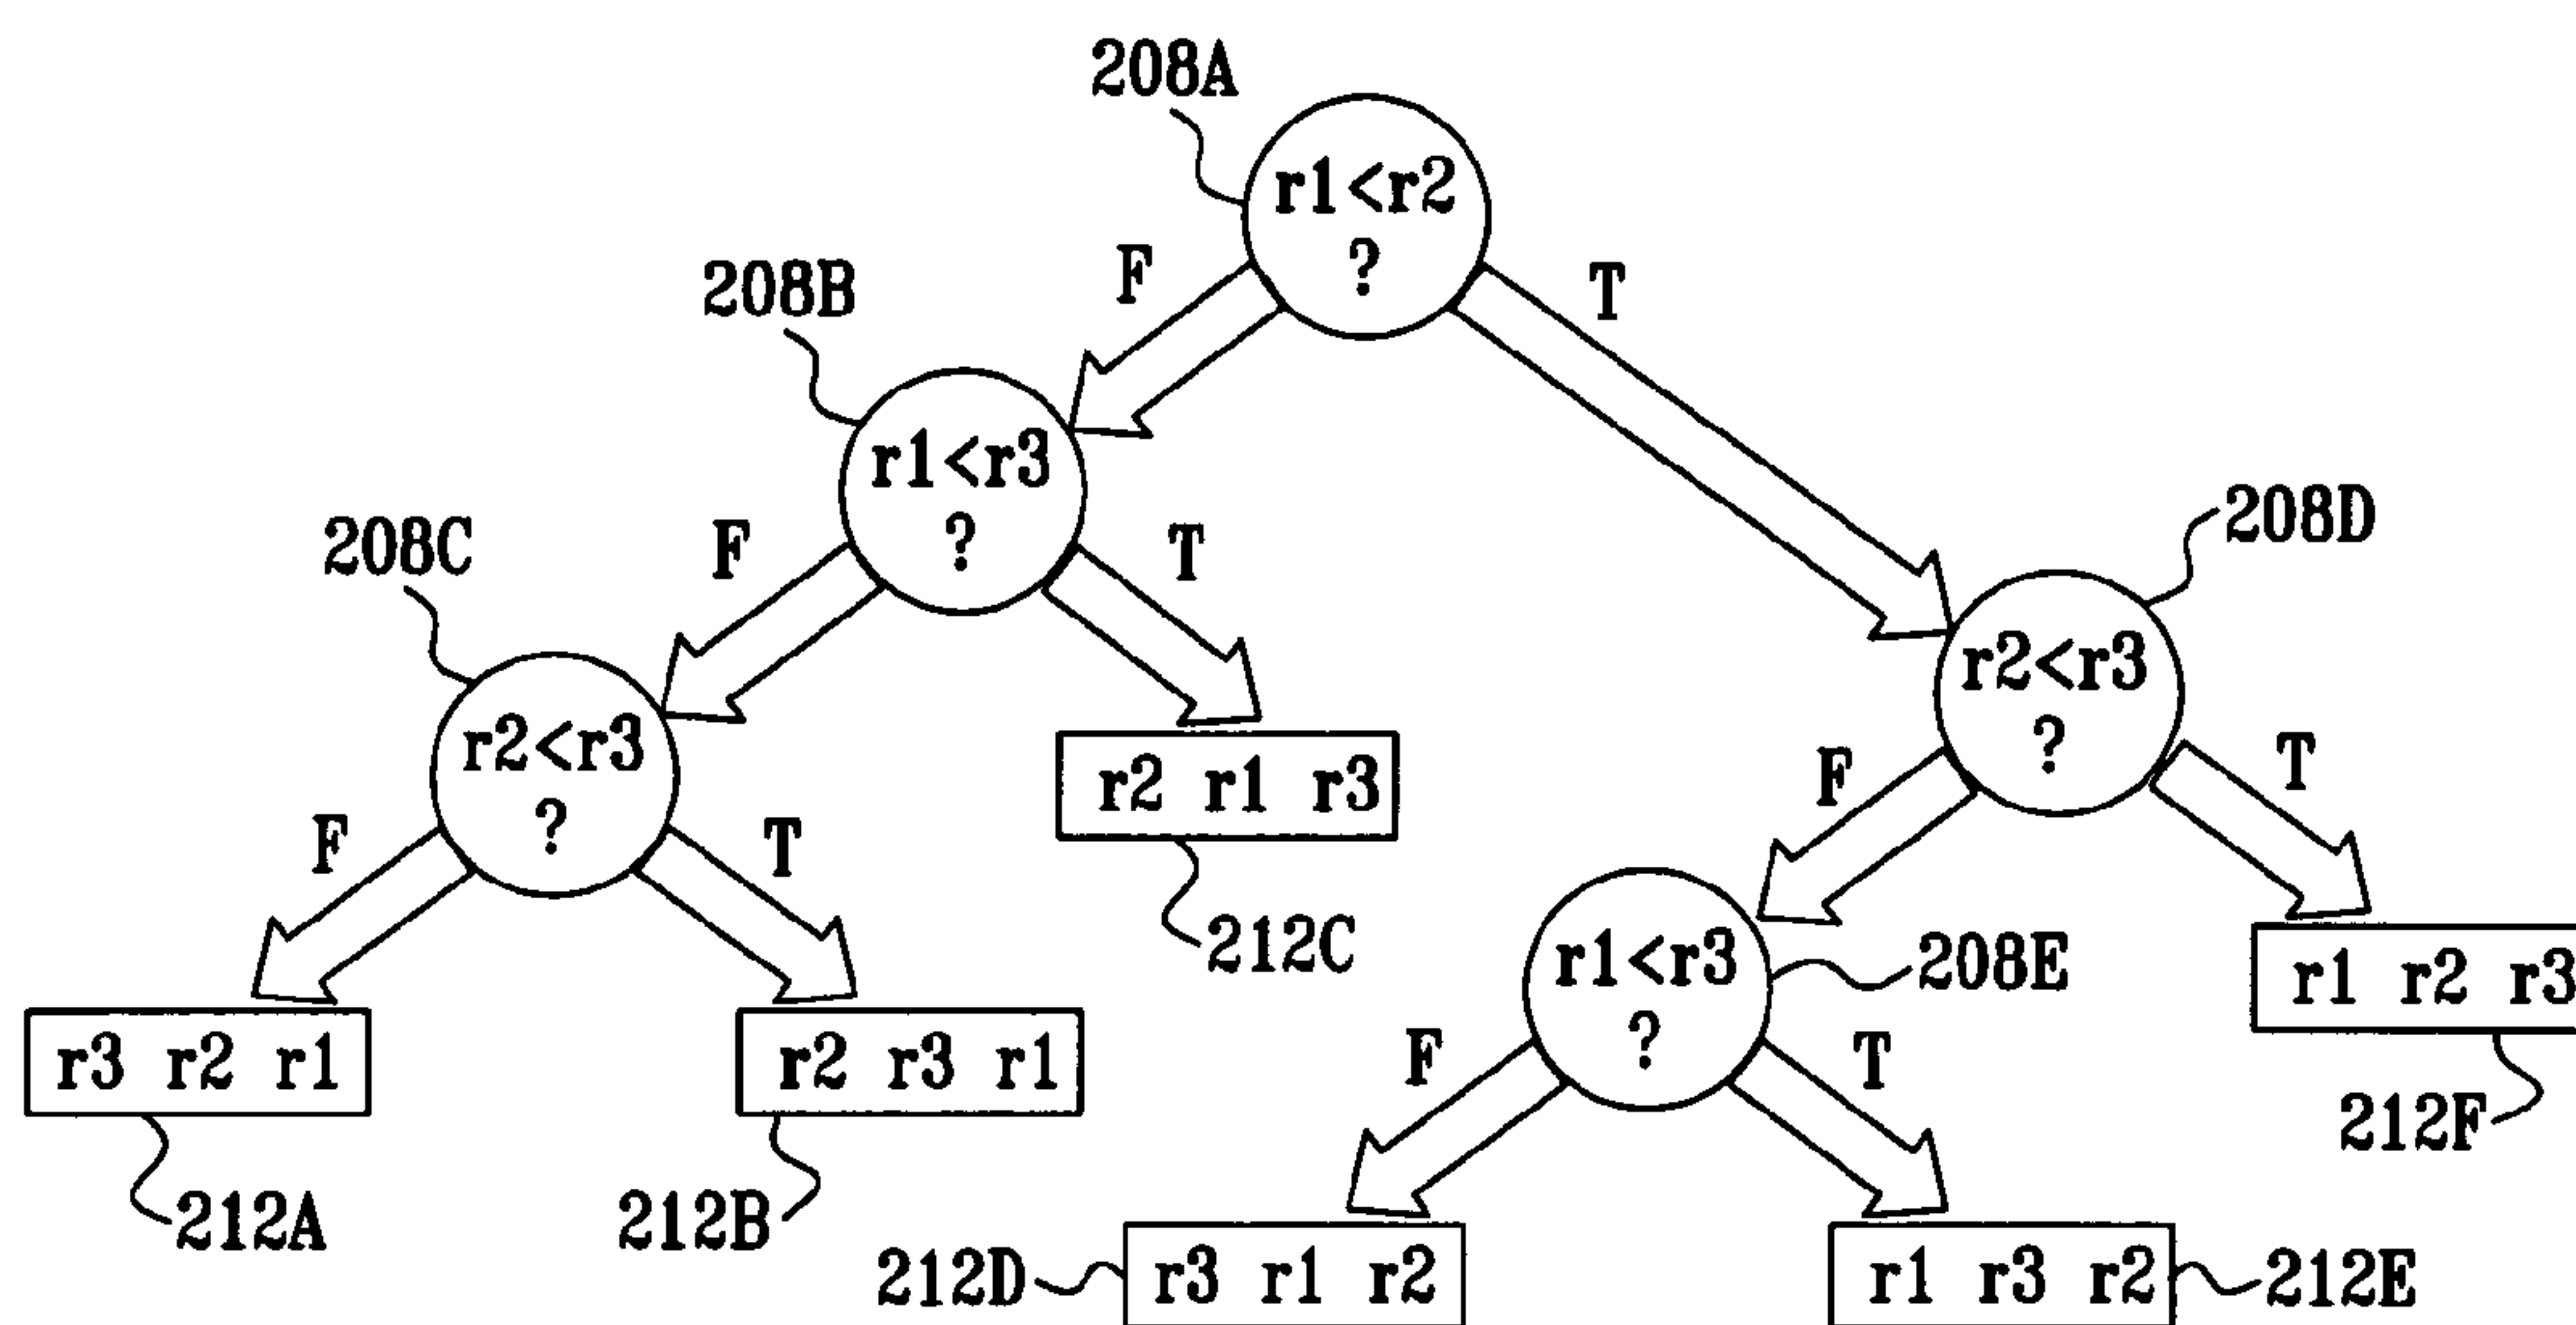 208A
r1<r2
?
F
T
208B
r1<r3
?
F
T
208C
r2<r3
?
F
T
208D
r2<r3
?
F
T
r2 r1 r3
212C
r1<r3
?
208E
F
T
r1 r2 r3
212F
r3 r2 r1
212A
r2 r3 r1
212B
212D
r3 r1 r2
r1 r3 r2
212E